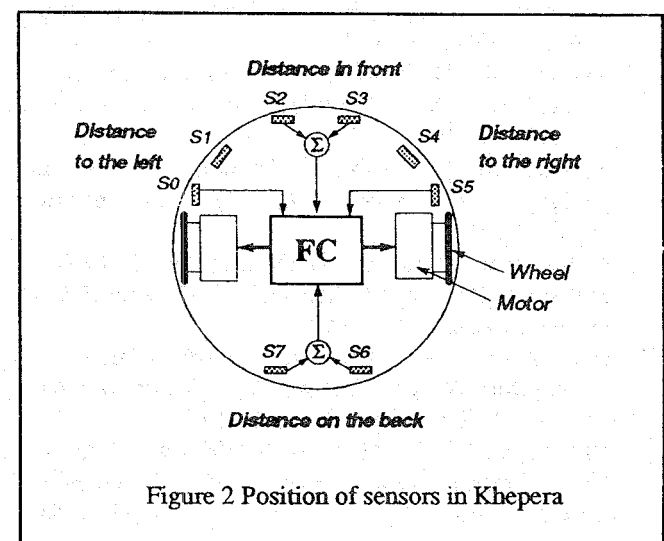 Distance in front
S2 S3
Distance
to the left
S1
S4
Distance
to the right
S0
Σ
S5
FC
Wheel
Motor
S7 Σ S6
Distance on the back
Figure 2 Position of sensors in Khepera